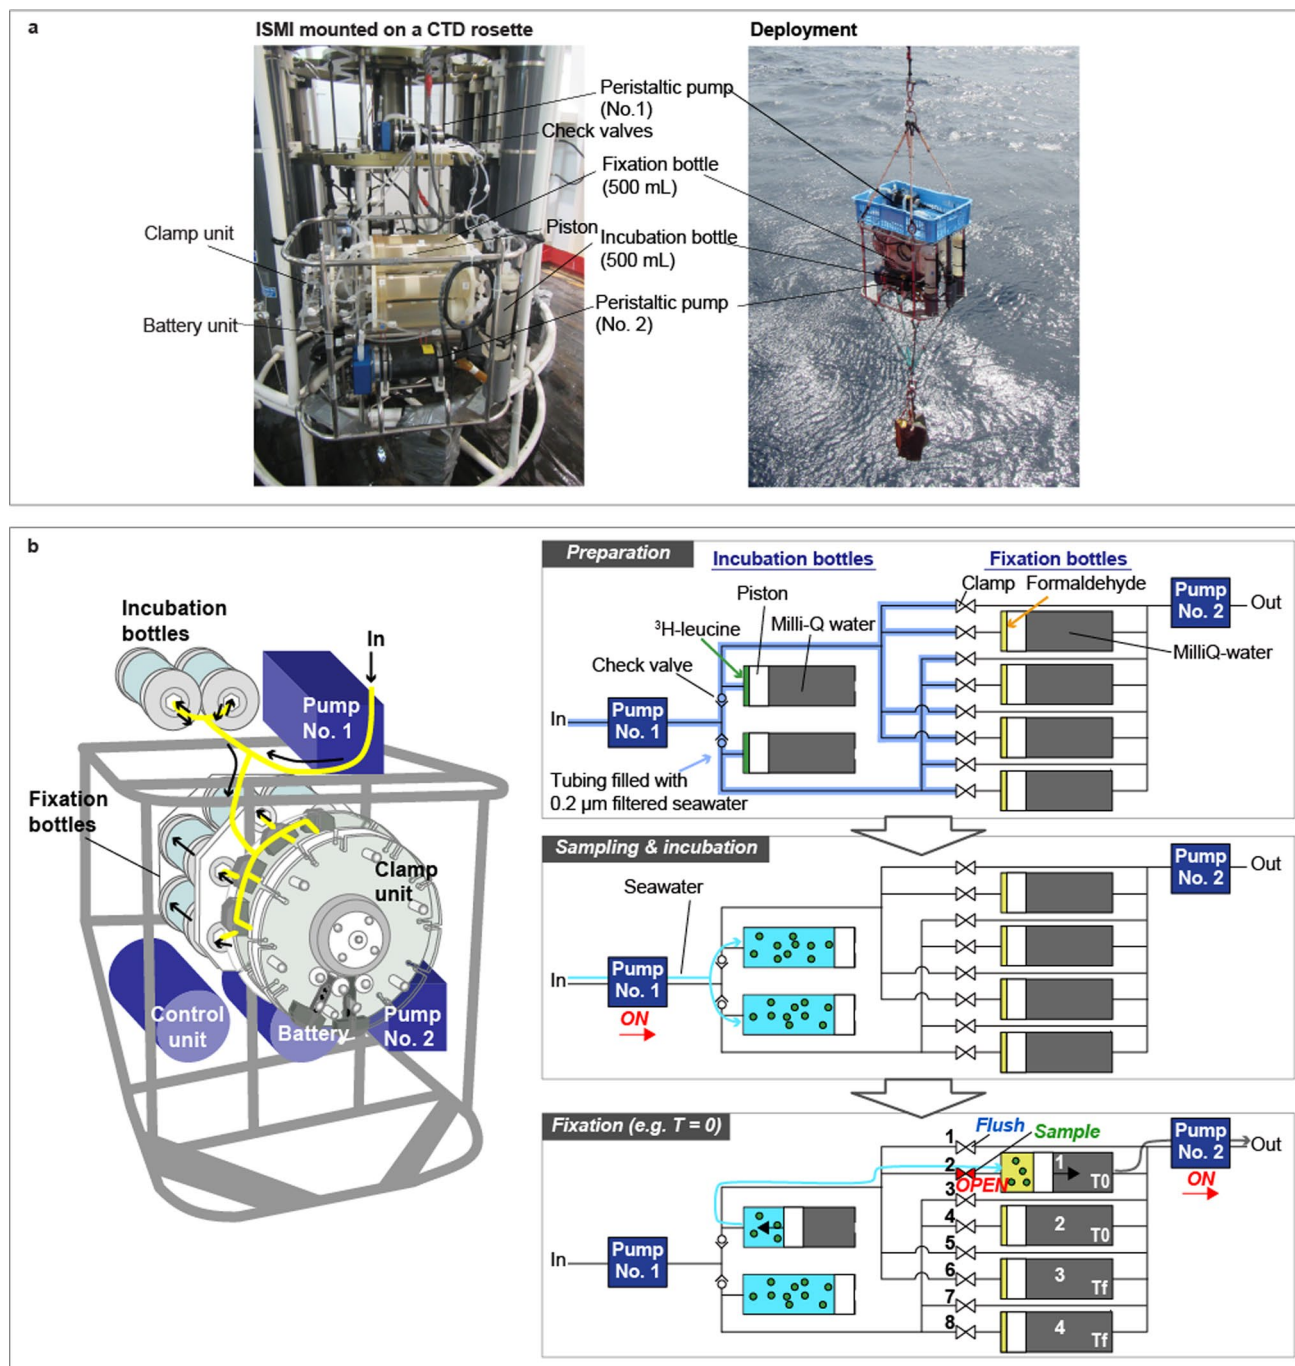 a
ISMI mounted on a CTD rosette
Deployment
Peristaltic pump
(No.1)
Check valves
Fixation bottle
(500 mL)
Piston
Incubation bottle
(500 mL)
Peristaltic pump
(No. 2)
Clamp unit
Battery unit
b
Incubation
bottles
In
Pump
No. 1
Fixation
bottles
Clamp
unit
Control
unit
Battery
Pump
No. 2
Preparation
Incubation bottles
Fixation bottles
Piston
Clamp
Formaldehyde
Pump
No. 2
Out
³H-leucine
Milli-Q water
MilliQ-water
Check valve
In
Pump
No. 1
Tubing filled with
0.2 µm filtered seawater
Sampling & incubation
Seawater
Pump
No. 2
Out
In
Pump
No. 1
ON
Fixation (e.g. T = 0)
1
Flush
Sample
Pump
No. 2
Out
ON
2
OPEN
1
T0
3
4
2
T0
5
In
Pump
No. 1
6
3
Tf
7
8
4
Tf